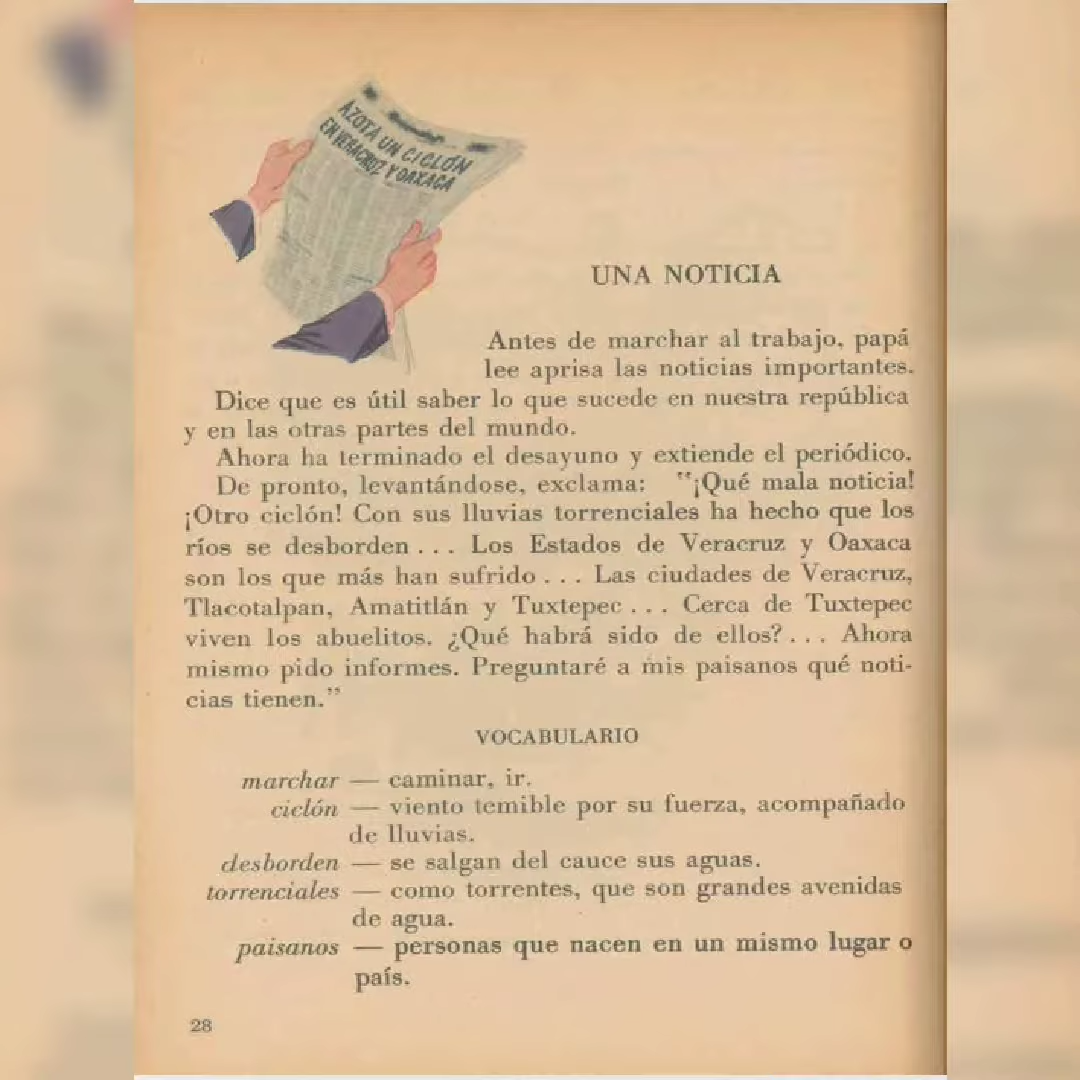 AZOTA UN CICLÓN
EN VERACRUZ Y OAXACA
UNA NOTICIA
Antes de marchar al trabajo, papá
lee aprisa las noticias importantes.
Dice que es útil saber lo que sucede en nuestra república
y en las otras partes del mundo.
Ahora ha terminado el desayuno y extiende el periódico.
De pronto, levantándose, exclama: "¡Qué mala noticia!
¡Otro ciclón! Con sus lluvias torrenciales ha hecho que los
ríos se desborden... Los Estados de Veracruz y Oaxaca
son los que más han sufrido... Las ciudades de Veracruz,
Tlacotalpan, Amatitlán y Tuxtepec... Cerca de Tuxtepec
viven los abuelitos. ¿Qué habrá sido de ellos?... Ahora
mismo pido informes. Preguntaré a mis paisanos qué noti-
cias tienen."
VOCABULARIO
marchar — caminar, ir.
ciclón — viento temible por su fuerza, acompañado
de lluvias.
desborden — se salgan del cauce sus aguas.
torrenciales — como torrentes, que son grandes avenidas
de agua.
paisanos — personas que nacen en un mismo lugar o
país.
28